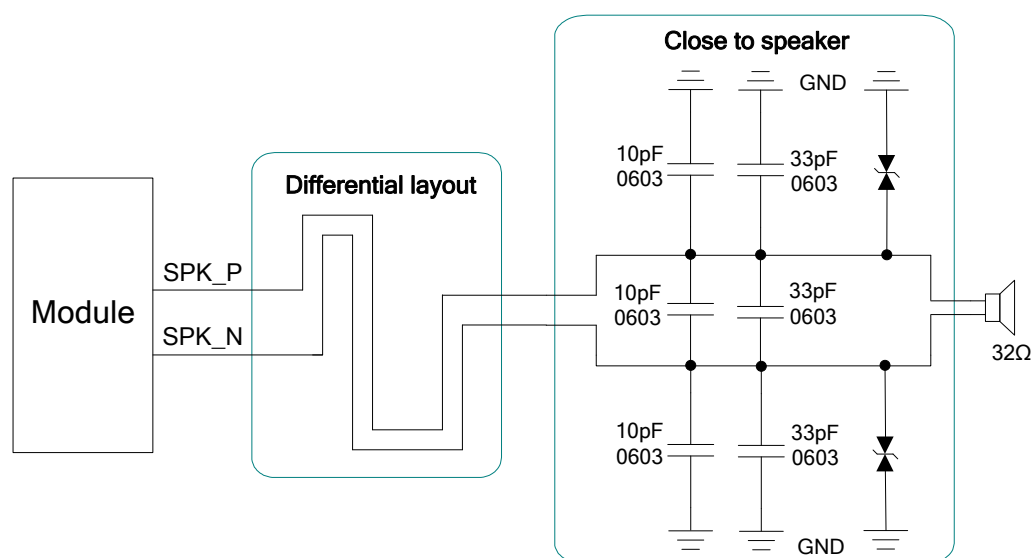 Close to speaker
GND
10pF
0603
33pF
0603
Differential layout
SPK_P
Module
SPK_N
10pF
0603
33pF
0603
32Ω
10pF
0603
33pF
0603
GND